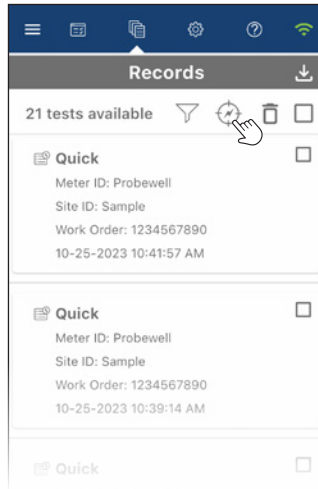 Records
21 tests available
Quick
Meter ID: Probewell
Site ID: Sample
Work Order: 1234567890
10-25-2023 10:41:57 AM
Quick
Meter ID: Probewell
Site ID: Sample
Work Order: 1234567890
10-25-2023 10:39:14 AM
Quick